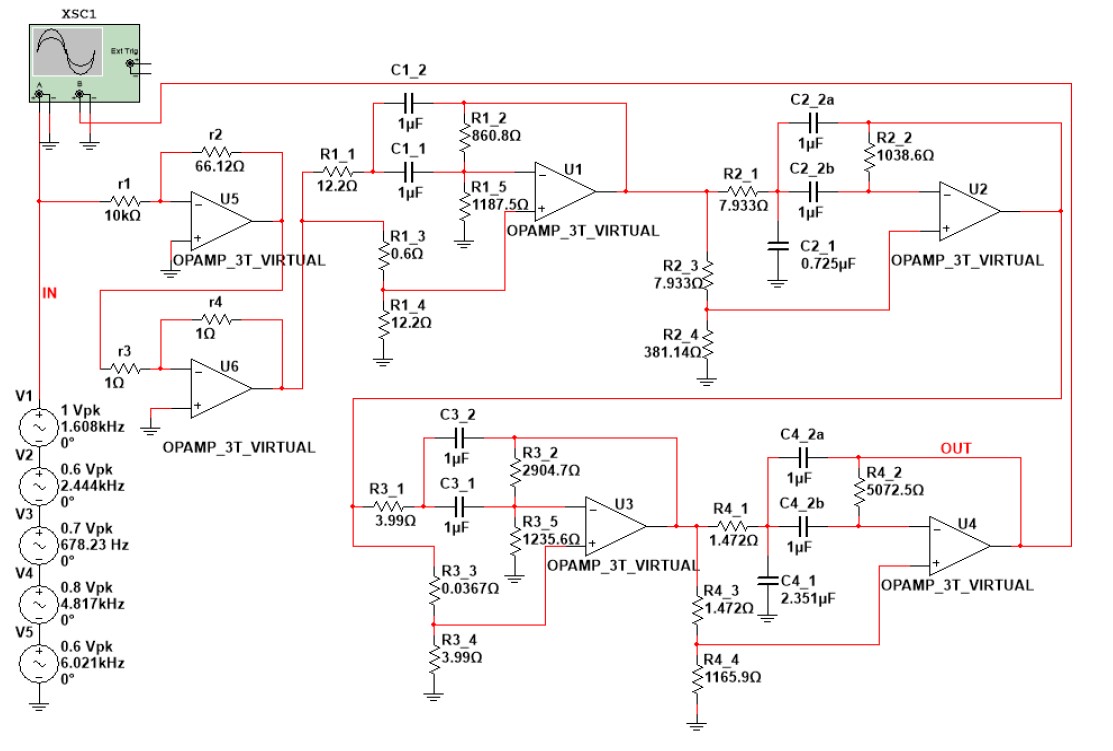 XSC1
Ext Trig
A
B
r2
66.12Ω
r1
10kΩ
U5
OPAMP_3T_VIRTUAL
IN
r4
1Ω
r3
1Ω
U6
OPAMP_3T_VIRTUAL
V1
1 Vpk
1.608kHz
0°
V2
0.6 Vpk
2.444kHz
0°
V3
0.7 Vpk
678.23 Hz
0°
V4
0.8 Vpk
4.817kHz
0°
V5
0.6 Vpk
6.021kHz
0°
C1_2
1µF
R1_2
860.8Ω
R1_1
12.2Ω
C1_1
1µF
R1_5
1187.5Ω
U1
OPAMP_3T_VIRTUAL
R1_3
0.6Ω
R1_4
12.2Ω
C2_2a
1µF
R2_2
1038.6Ω
R2_1
7.933Ω
C2_2b
1µF
U2
OPAMP_3T_VIRTUAL
C2_1
0.725µF
R2_3
7.933Ω
R2_4
381.14Ω
C3_2
1µF
R3_2
2904.7Ω
R3_1
3.99Ω
C3_1
1µF
R3_5
1235.6Ω
U3
OPAMP_3T_VIRTUAL
R3_3
0.0367Ω
R3_4
3.99Ω
C4_2a
1µF
OUT
R4_2
5072.5Ω
R4_1
1.472Ω
C4_2b
1µF
U4
OPAMP_3T_VIRTUAL
C4_1
2.351µF
R4_3
1.472Ω
R4_4
1165.9Ω